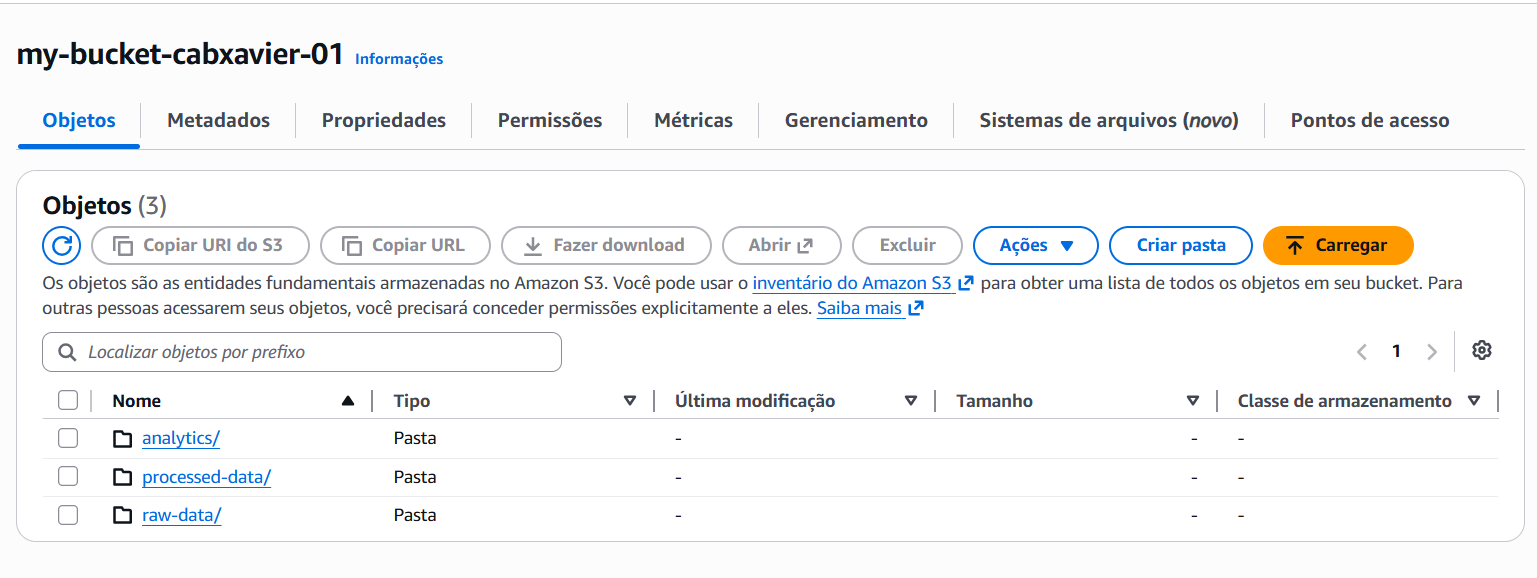 my-bucket-cabxavier-01 Informações
Objetos Metadados Propriedades Permissões Métricas Gerenciamento Sistemas de arquivos (novo) Pontos de acesso
Objetos (3)
Copiar URI do S3 Copiar URL Fazer download Abrir Excluir Ações Criar pasta Carregar
Os objetos são as entidades fundamentais armazenadas no Amazon S3. Você pode usar o inventário do Amazon S3 para obter uma lista de todos os objetos em seu bucket. Para
outras pessoas acessarem seus objetos, você precisará conceder permissões explicitamente a eles. Saiba mais
Localizar objetos por prefixo
1
Nome Tipo Última modificação Tamanho Classe de armazenamento
analytics/ Pasta - - -
processed-data/ Pasta - - -
raw-data/ Pasta - - -